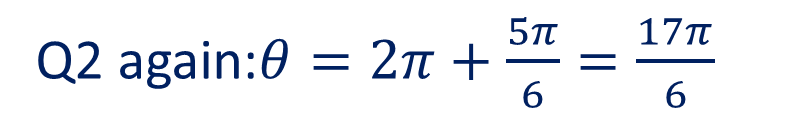 Q2 again:θ = 2π + 5π/6 = 17π/6